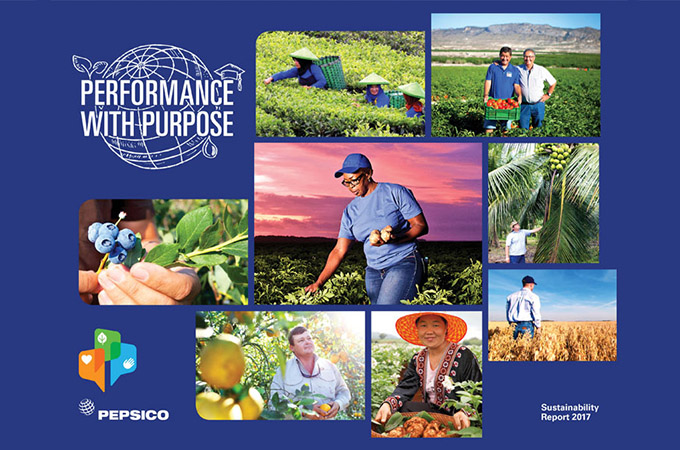 PERFORMANCE
WITH PURPOSE
PEPSICO
Sustainability
Report 2017